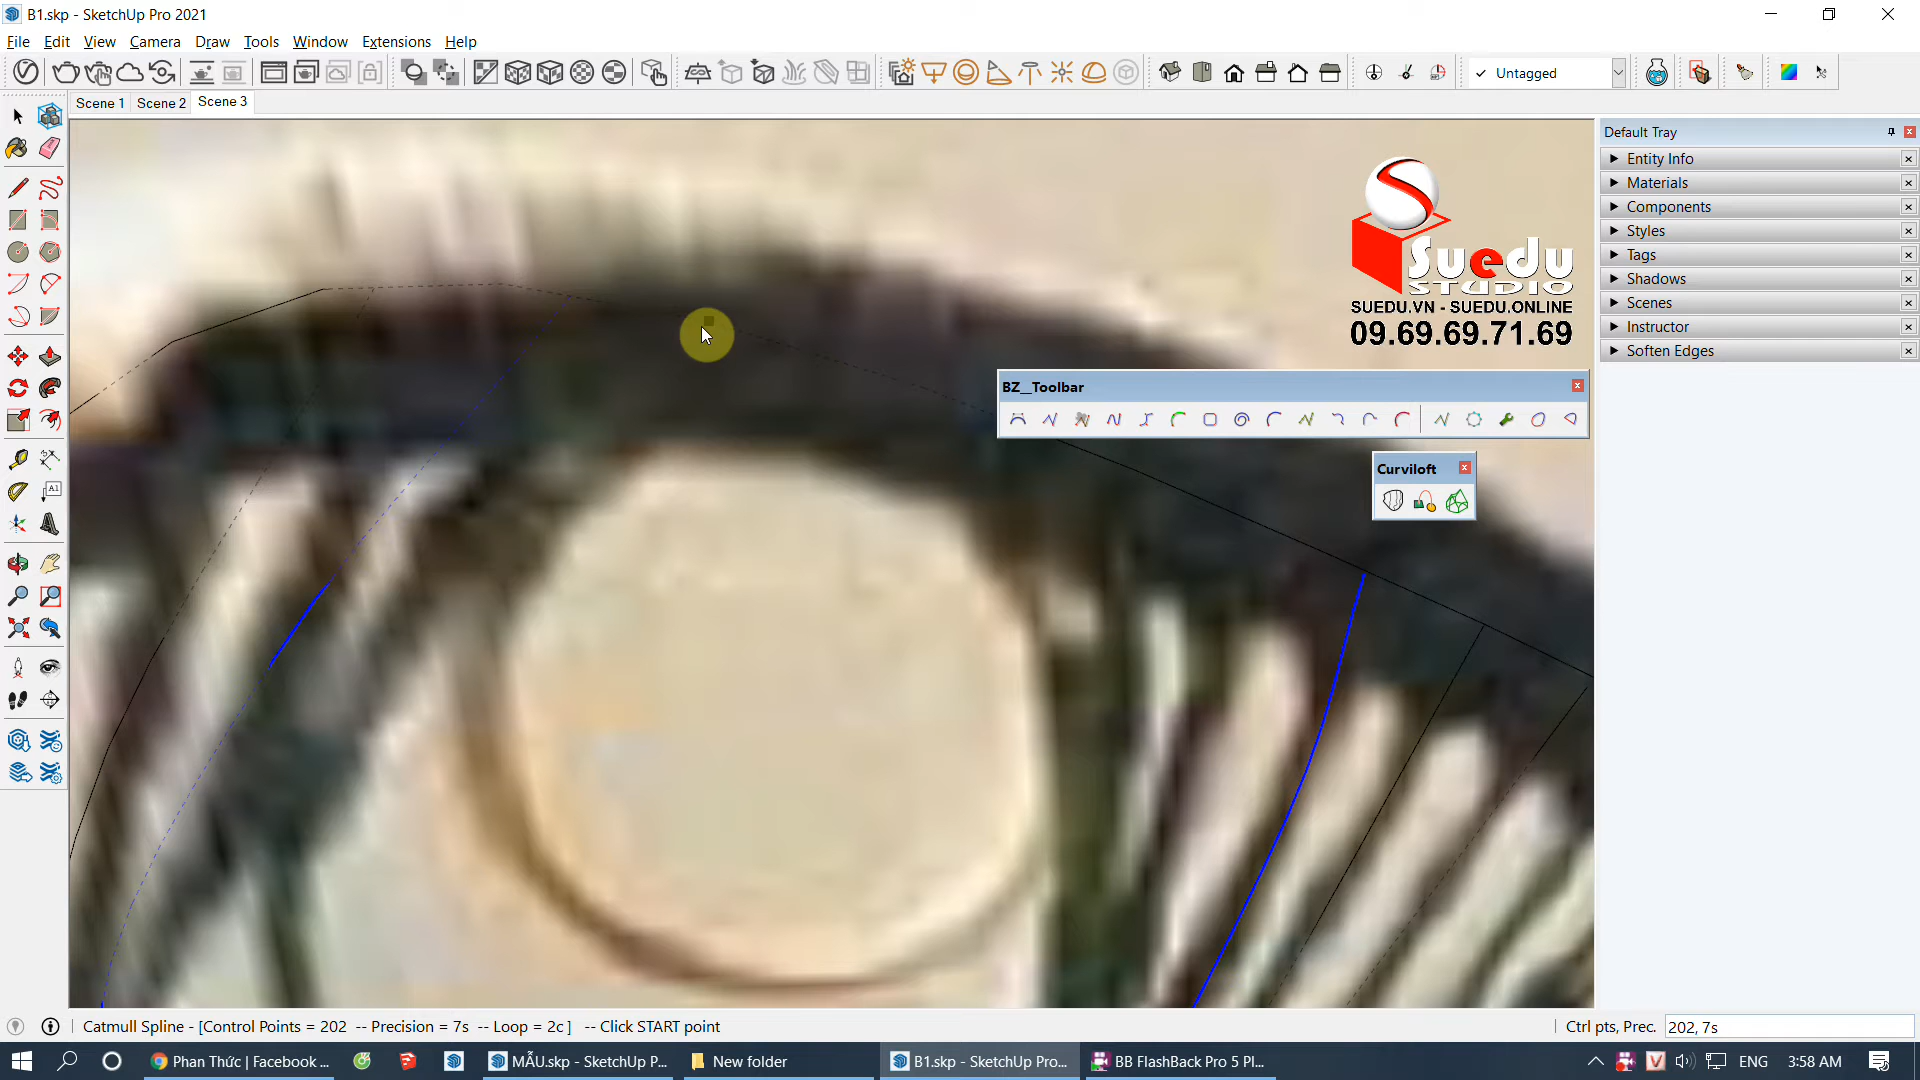 B1.skp - SketchUp Pro 2021
File Edit View Camera Draw Tools Window Extensions Help
Untagged
Scene 1 Scene 2 Scene 3
Default Tray
Entity Info
Materials
Components
Styles
Tags
Shadows
Scenes
Instructor
Soften Edges
Suedu
STUDIO
SUEDU.VN - SUEDU.ONLINE
09.69.69.71.69
BZ__Toolbar
Curviloft
A1
Catmull Spline - [Control Points = 202 -- Precision = 7s -- Loop = 2c ] -- Click START point
Ctrl pts, Prec. 202, 7s
Phan Thức | Facebook ...
MẪU.skp - SketchUp P...
New folder
B1.skp - SketchUp Pro...
BB FlashBack Pro 5 Pl...
ENG
3:58 AM